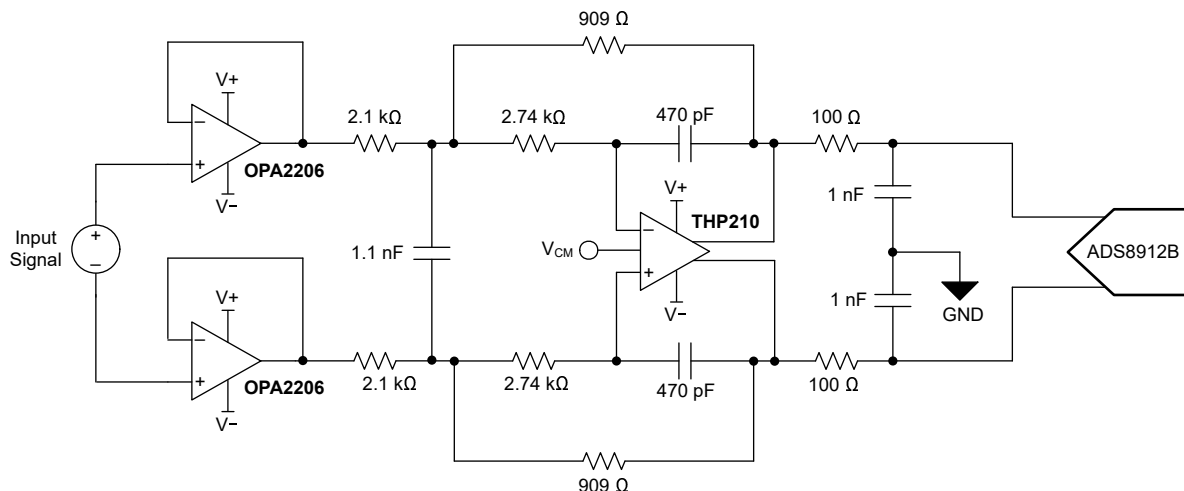 909 Ω
V+
2.1 kΩ
2.74 kΩ
470 pF
100 Ω
−
+
OPA2206
V−
V+
THP210
1 nF
Input
Signal
+
−
1.1 nF
VCM
−
+
ADS8912B
V+
V−
1 nF
GND
−
+
2.1 kΩ
2.74 kΩ
470 pF
100 Ω
OPA2206
V−
909 Ω